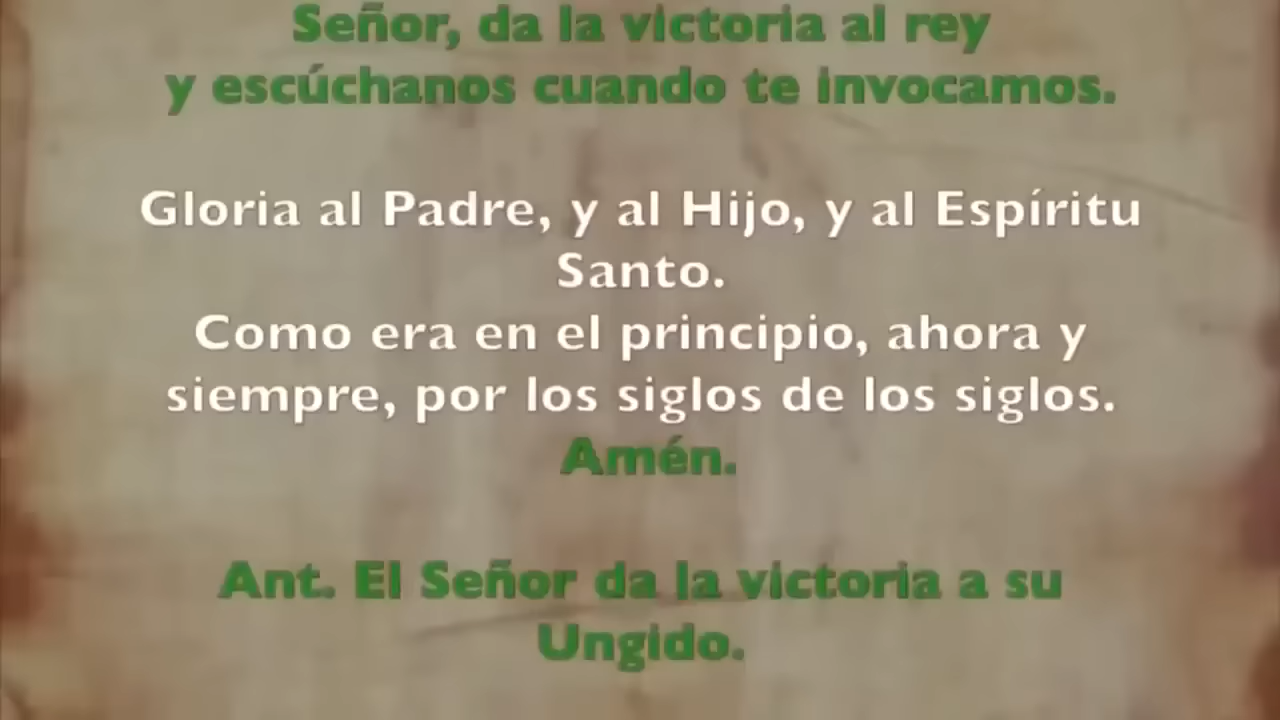 Señor, da la victoria al rey
y escúchanos cuando te invocamos.
Gloria al Padre, y al Hijo, y al Espíritu
Santo.
Como era en el principio, ahora y
siempre, por los siglos de los siglos.
Amén.
Ant. El Señor da la victoria a su
Ungido.